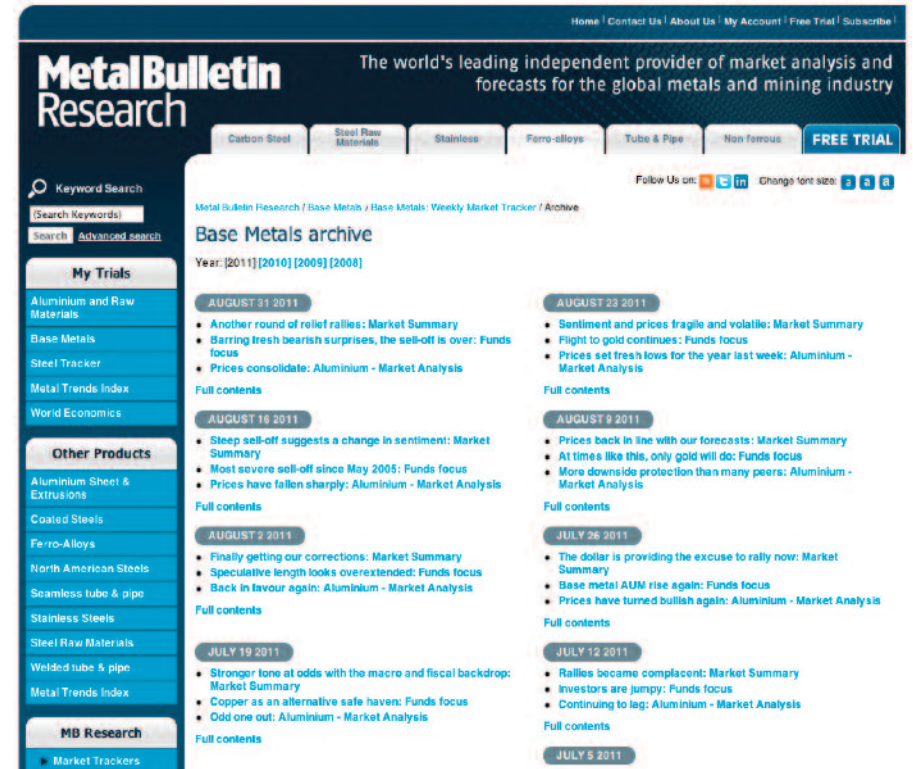 Home | Contact Us | About Us | My Account | Free Trial | Subscribe |
MetalBulletin
Research
The world's leading independent provider of market analysis and
forecasts for the global metals and mining industry
Carbon Steel
Steel Raw
Materials
Stainless
Ferro-alloys
Tube & Pipe
Non ferrous
FREE TRIAL
Follow Us on:
in
Change font size: a a a
Keyword Search
(Search Keywords)
Search Advanced search
My Trials
Aluminium and Raw
Materials
Base Metals
Steel Tracker
Metal Trends Index
World Economics
Other Products
Aluminium Sheet &
Extrusions
Coated Steels
Ferro-Alloys
North American Steels
Seamless tube & pipe
Stainless Steels
Steel Raw Materials
Welded tube & pipe
Metal Trends Index
MB Research
Market Trackers
Metal Bulletin Research / Base Metals / Base Metals: Weekly Market Tracker / Archive
Base Metals archive
Year: [2011] [2010] [2009] [2008]
AUGUST 31 2011
• Another round of relief rallies: Market Summary
• Barring fresh bearish surprises, the sell-off is over: Funds
focus
• Prices consolidate: Aluminium - Market Analysis
Full contents
AUGUST 23 2011
• Sentiment and prices fragile and volatile: Market Summary
• Flight to gold continues: Funds focus
• Prices set fresh lows for the year last week: Aluminium -
Market Analysis
Full contents
AUGUST 16 2011
• Steep sell-off suggests a change in sentiment: Market
Summary
• Most severe sell-off since May 2005: Funds focus
• Prices have fallen sharply: Aluminium - Market Analysis
Full contents
AUGUST 9 2011
• Prices back in line with our forecasts: Market Summary
• At times like this, only gold will do: Funds focus
• More downside protection than many peers: Aluminium -
Market Analysis
Full contents
AUGUST 2 2011
• Finally getting our corrections: Market Summary
• Speculative length looks overextended: Funds focus
• Back in favour again: Aluminium - Market Analysis
Full contents
JULY 26 2011
• The dollar is providing the excuse to rally now: Market
Summary
• Base metal AUM rise again: Funds focus
• Prices have turned bullish again: Aluminium - Market Analysis
Full contents
JULY 19 2011
• Stronger tone at odds with the macro and fiscal backdrop:
Market Summary
• Copper as an alternative safe haven: Funds focus
• Odd one out: Aluminium - Market Analysis
Full contents
JULY 12 2011
• Rallies became complacent: Market Summary
• Investors are jumpy: Funds focus
• Continuing to lag: Aluminium - Market Analysis
Full contents
JULY 5 2011